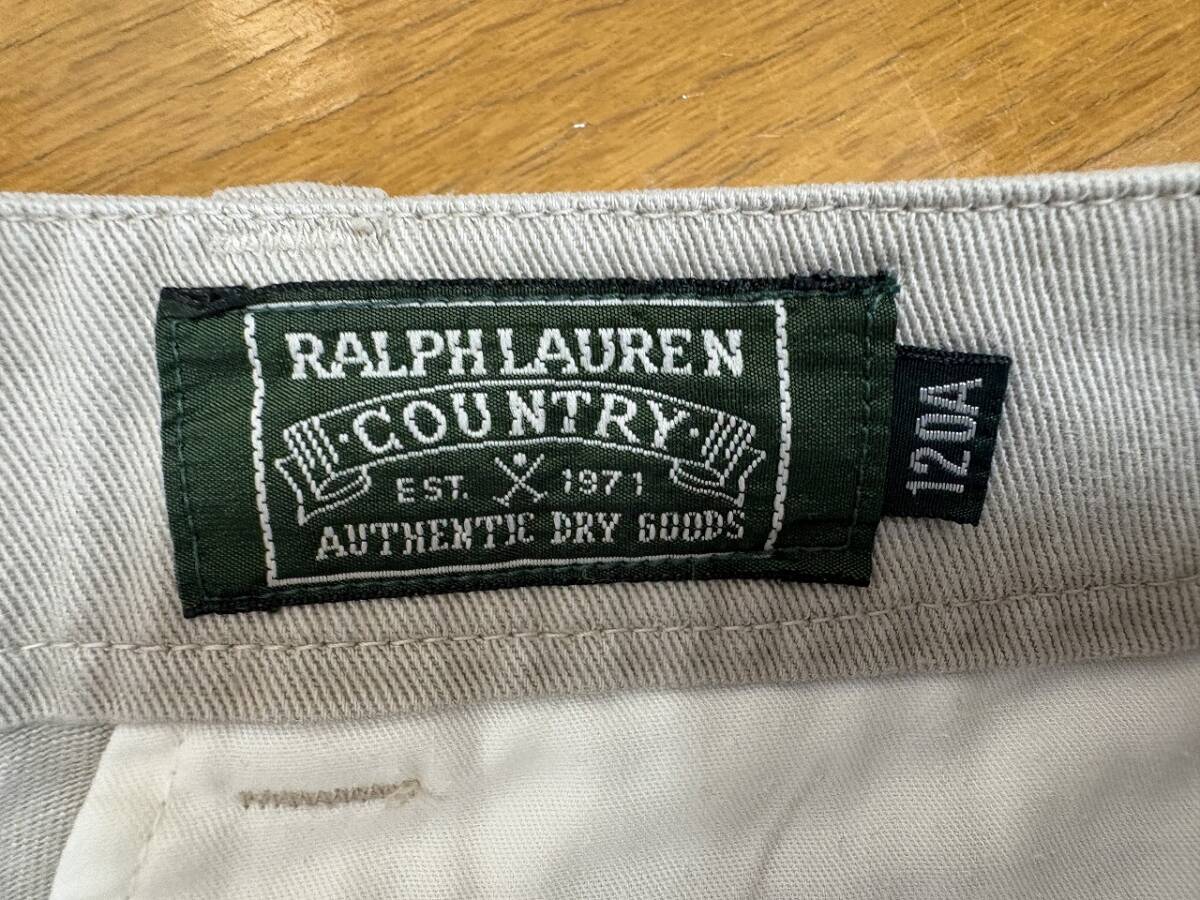 RALPH LAUREN
·COUNTRY·
EST. 1971
AUTHENTIC DRY GOODS
120A